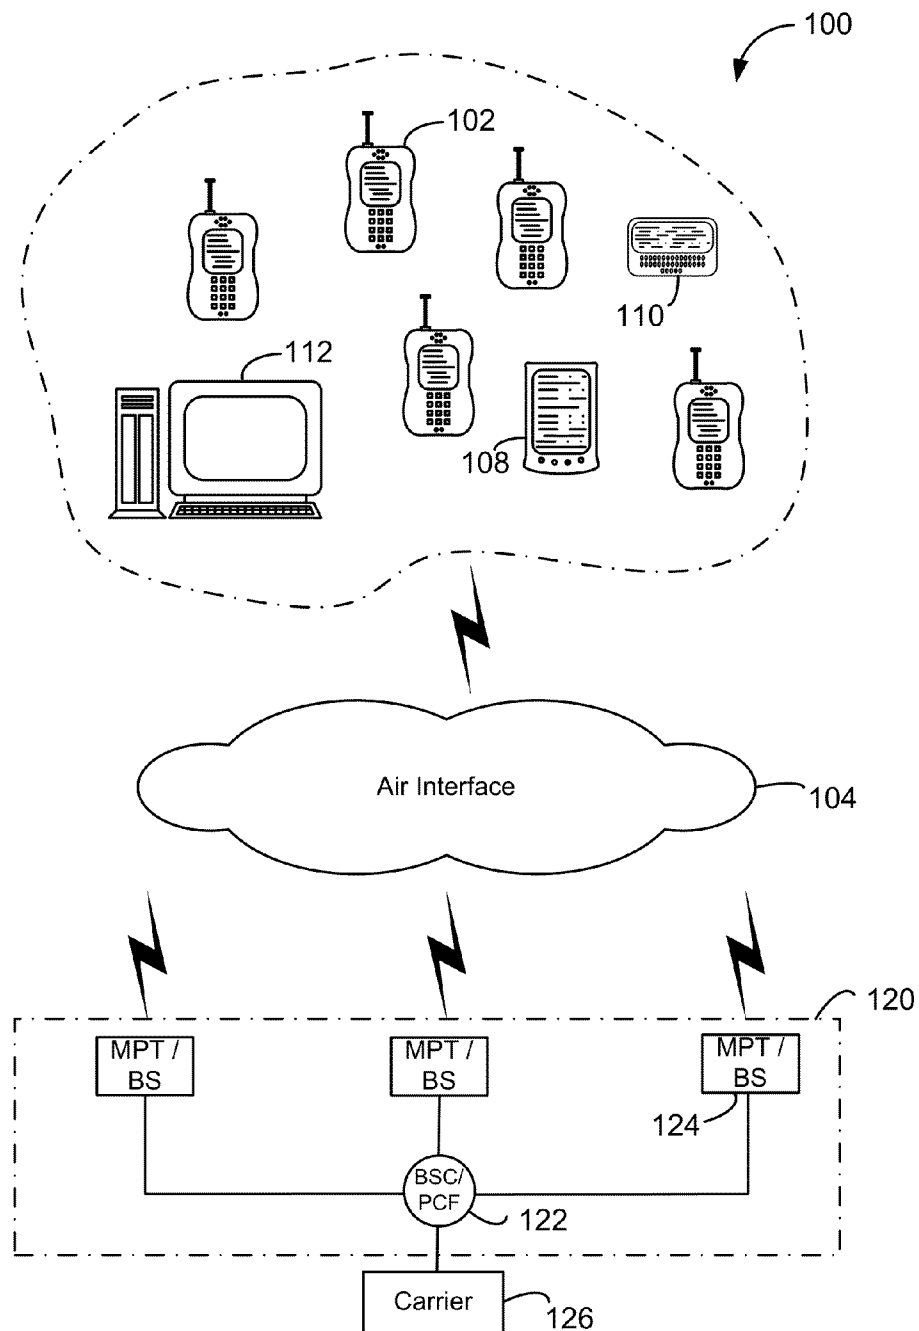 100
102
110
112
108
Air Interface
104
120
MPT /
BS
MPT /
BS
MPT /
BS
124
BSC/
PCF
122
Carrier
126